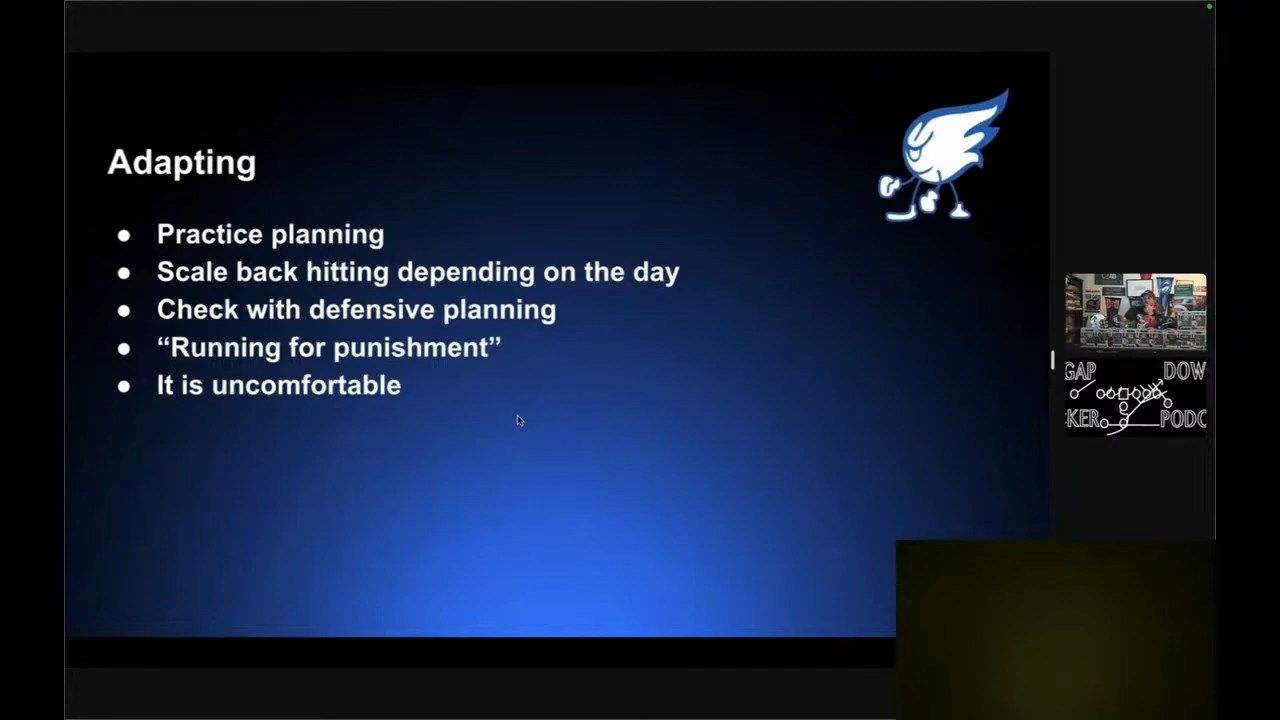 Adapting
● Practice planning
● Scale back hitting depending on the day
● Check with defensive planning
● “Running for punishment”
● It is uncomfortable
GAP DOW
KER PODC